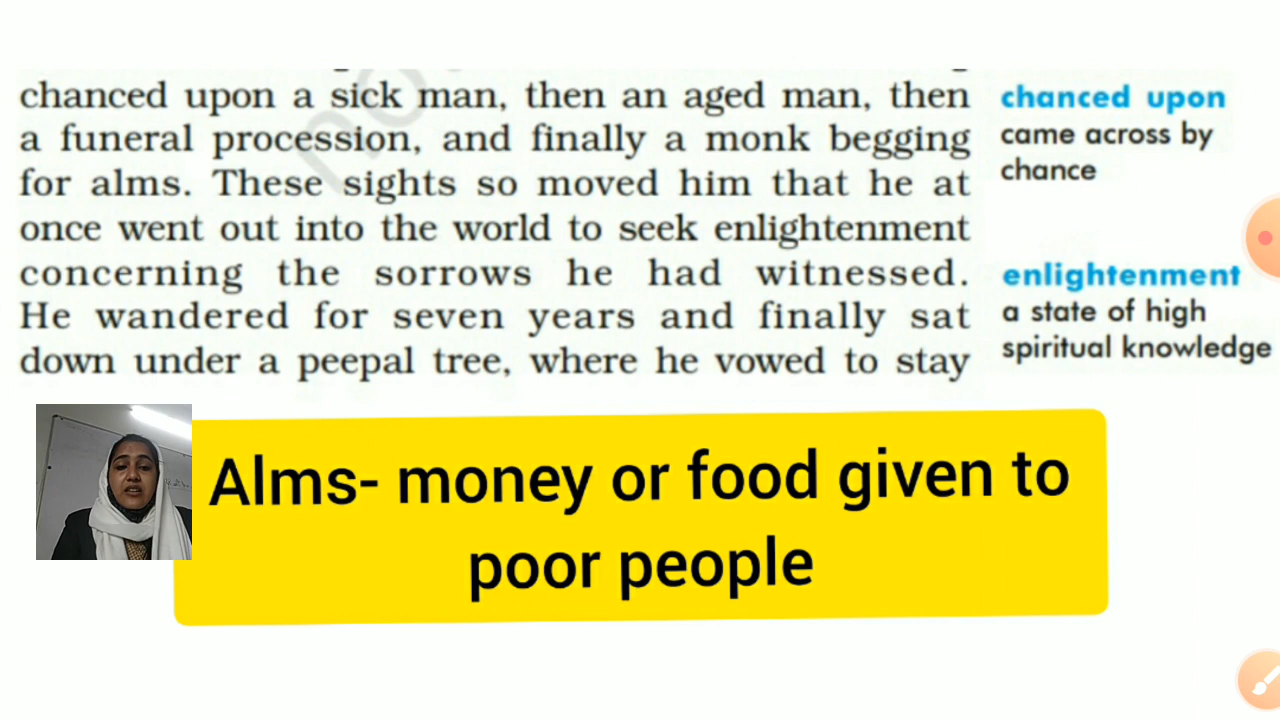 chanced upon a sick man, then an aged man, then
a funeral procession, and finally a monk begging
for alms. These sights so moved him that he at
once went out into the world to seek enlightenment
concerning the sorrows he had witnessed.
He wandered for seven years and finally sat
down under a peepal tree, where he vowed to stay
chanced upon
came across by
chance
enlightenment
a state of high
spiritual knowledge
Alms- money or food given to
poor people